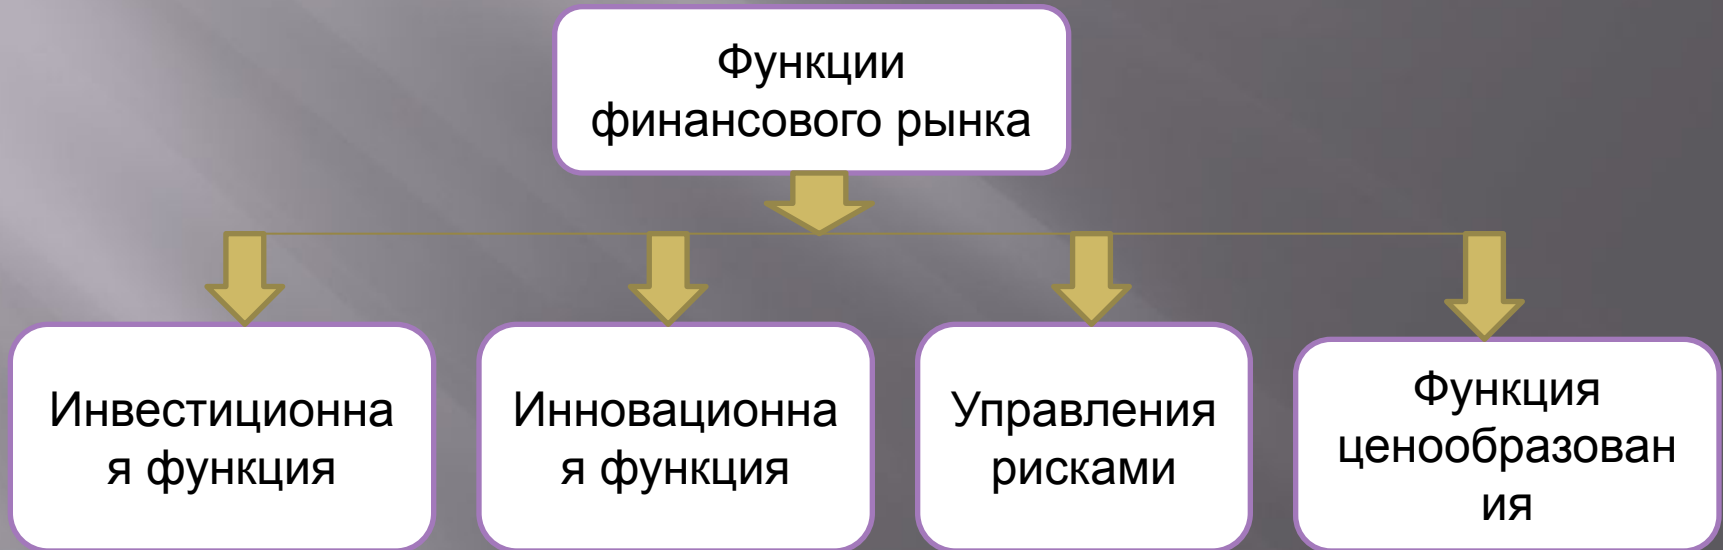 Функции
финансового рынка
Инвестиционна
я функция
Инновационна
я функция
Управления
рисками
Функция
ценообразован
ия